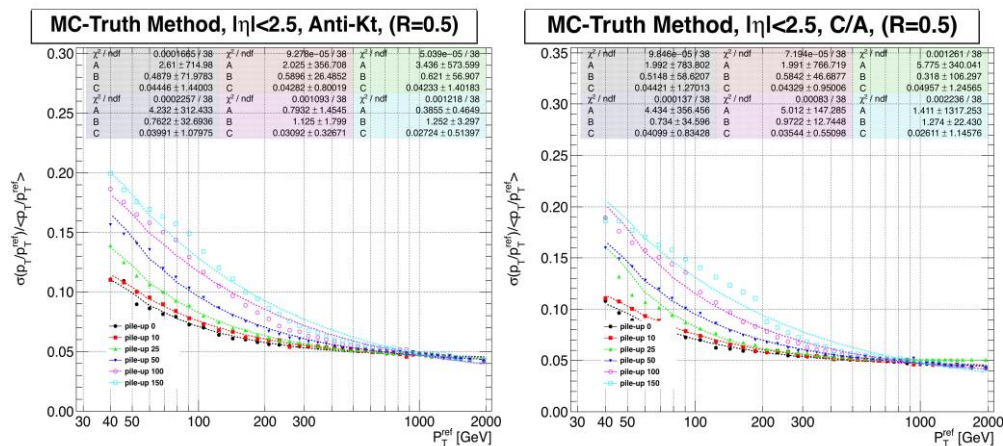 MC-Truth Method, |η|<2.5, Anti-Kt, (R=0.5)
χ² / ndf 0.0001665 / 38
A 2.61 ± 714.98
B 0.4879 ± 71.9783
C 0.04446 ± 1.44003
χ² / ndf 9.278e−05 / 38
A 2.025 ± 356.708
B 0.5896 ± 26.4852
C 0.04282 ± 0.80019
χ² / ndf 5.039e−05 / 38
A 3.436 ± 573.599
B 0.621 ± 56.907
C 0.04233 ± 1.40183
χ² / ndf 0.0002257 / 38
A 4.232 ± 312.433
B 0.7622 ± 32.6936
C 0.03991 ± 1.07975
χ² / ndf 0.001093 / 38
A 0.7932 ± 1.4545
B 1.125 ± 1.799
C 0.03092 ± 0.32671
χ² / ndf 0.001218 / 38
A 0.3855 ± 0.4649
B 1.252 ± 3.297
C 0.02724 ± 0.51397
σ(p_T/p_T^ref)/<p_T/p_T^ref>
0.30
0.25
0.20
0.15
0.10
0.05
0.00
pile-up 0
pile-up 10
pile-up 25
pile-up 50
pile-up 100
pile-up 150
30 50 100 200 300 1000 2000
P_T^ref [GeV]
MC-Truth Method, |η|<2.5, C/A, (R=0.5)
χ² / ndf 9.846e−05 / 38
A 1.992 ± 783.802
B 0.5148 ± 58.6207
C 0.04421 ± 1.27013
χ² / ndf 7.194e−05 / 38
A 1.991 ± 766.719
B 0.5842 ± 46.6877
C 0.04329 ± 0.95006
χ² / ndf 0.001261 / 38
A 5.775 ± 340.041
B 0.318 ± 106.297
C 0.04957 ± 1.24565
χ² / ndf 0.000137 / 38
A 4.434 ± 356.456
B 0.734 ± 34.596
C 0.04099 ± 0.83428
χ² / ndf 0.00083 / 38
A 5.012 ± 147.285
B 0.9722 ± 12.7448
C 0.03544 ± 0.55098
χ² / ndf 0.002236 / 38
A 1.411 ± 1317.253
B 1.274 ± 22.430
C 0.02611 ± 1.14576
σ(p_T/p_T^ref)/<p_T/p_T^ref>
0.30
0.25
0.20
0.15
0.10
0.05
0.00
pile-up 0
pile-up 10
pile-up 25
pile-up 50
pile-up 100
pile-up 150
30 50 100 200 300 1000 2000
P_T^ref [GeV]